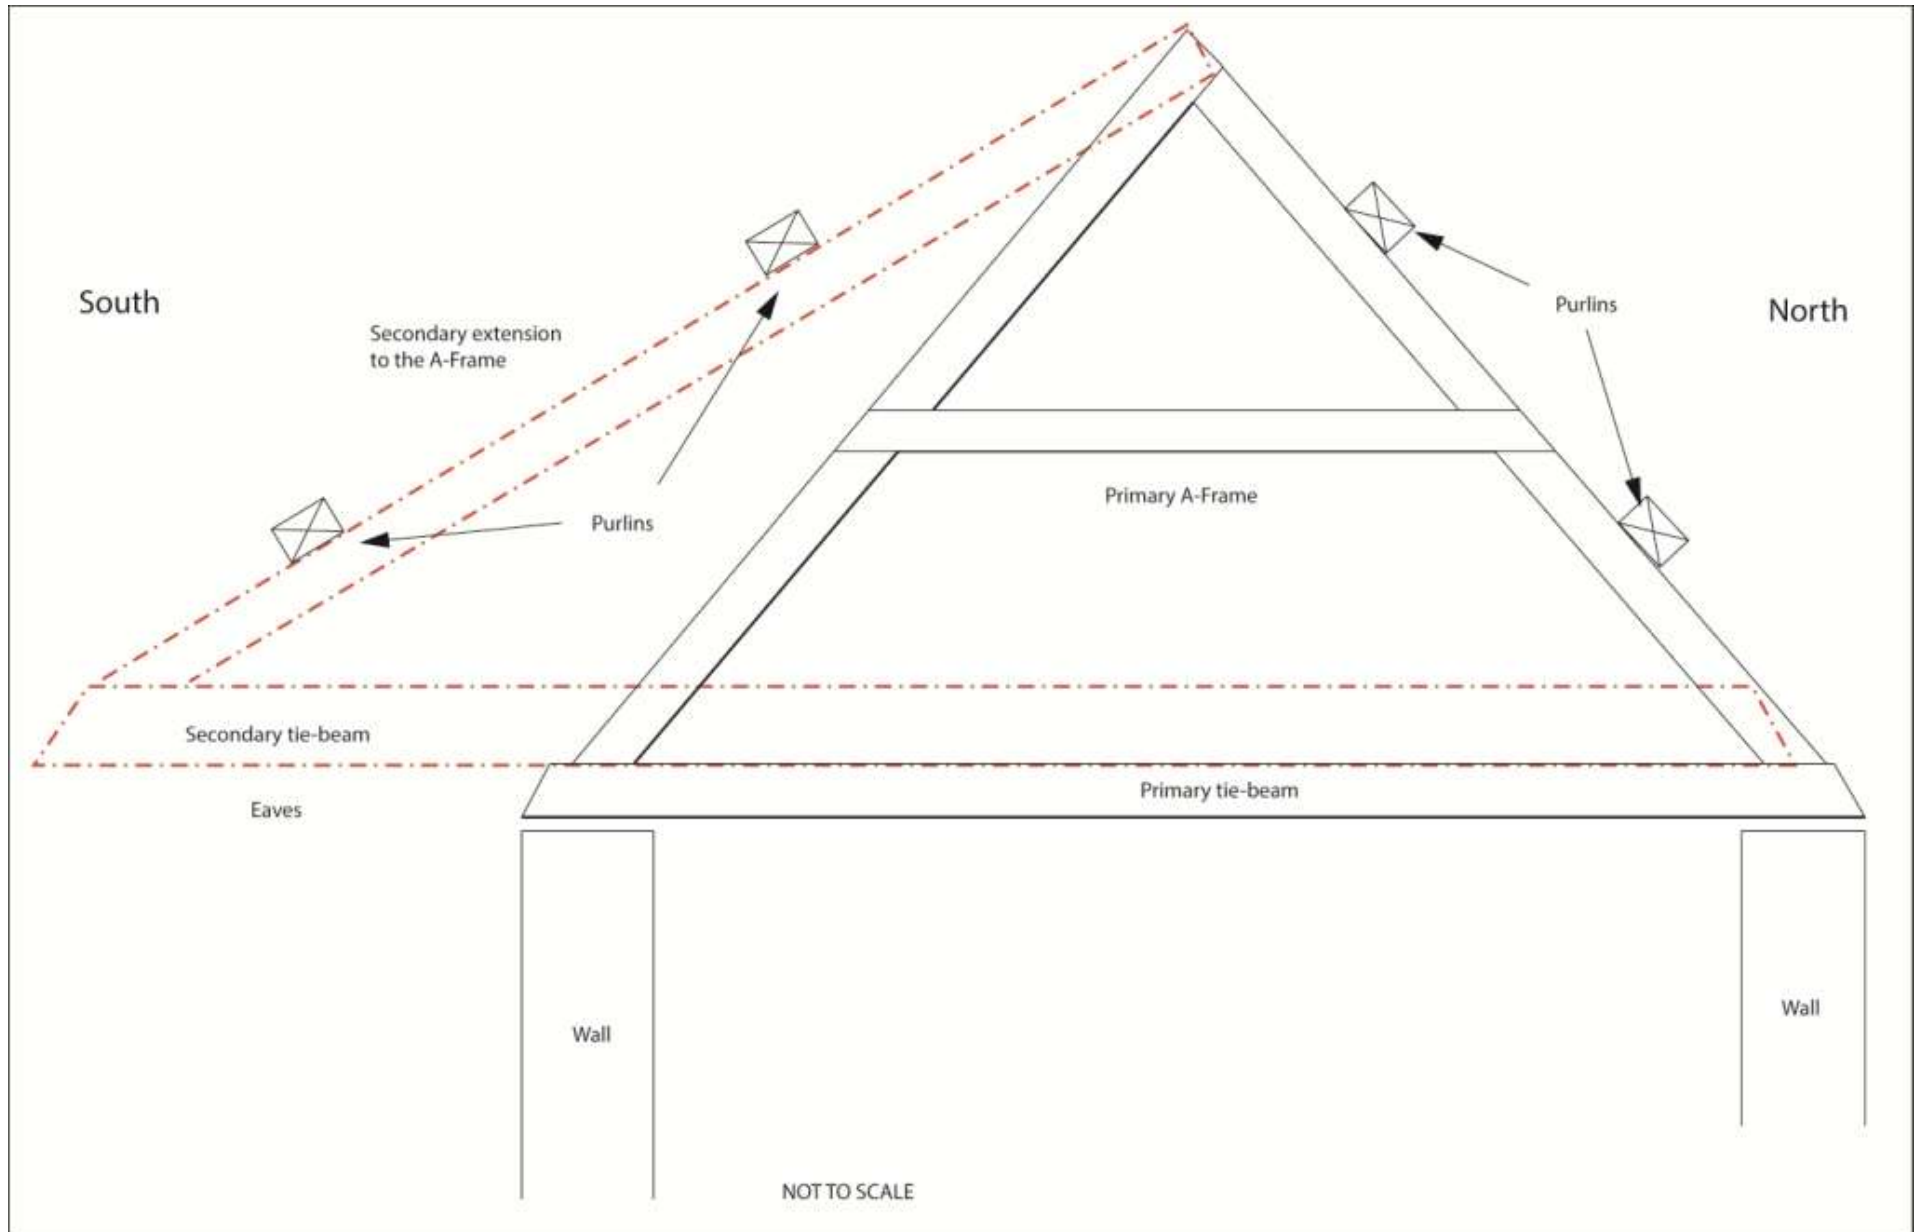 South
North
Purlins
Secondary extension
to the A-Frame
Primary A-Frame
Purlins
Secondary tie-beam
Primary tie-beam
Eaves
Wall
Wall
NOT TO SCALE